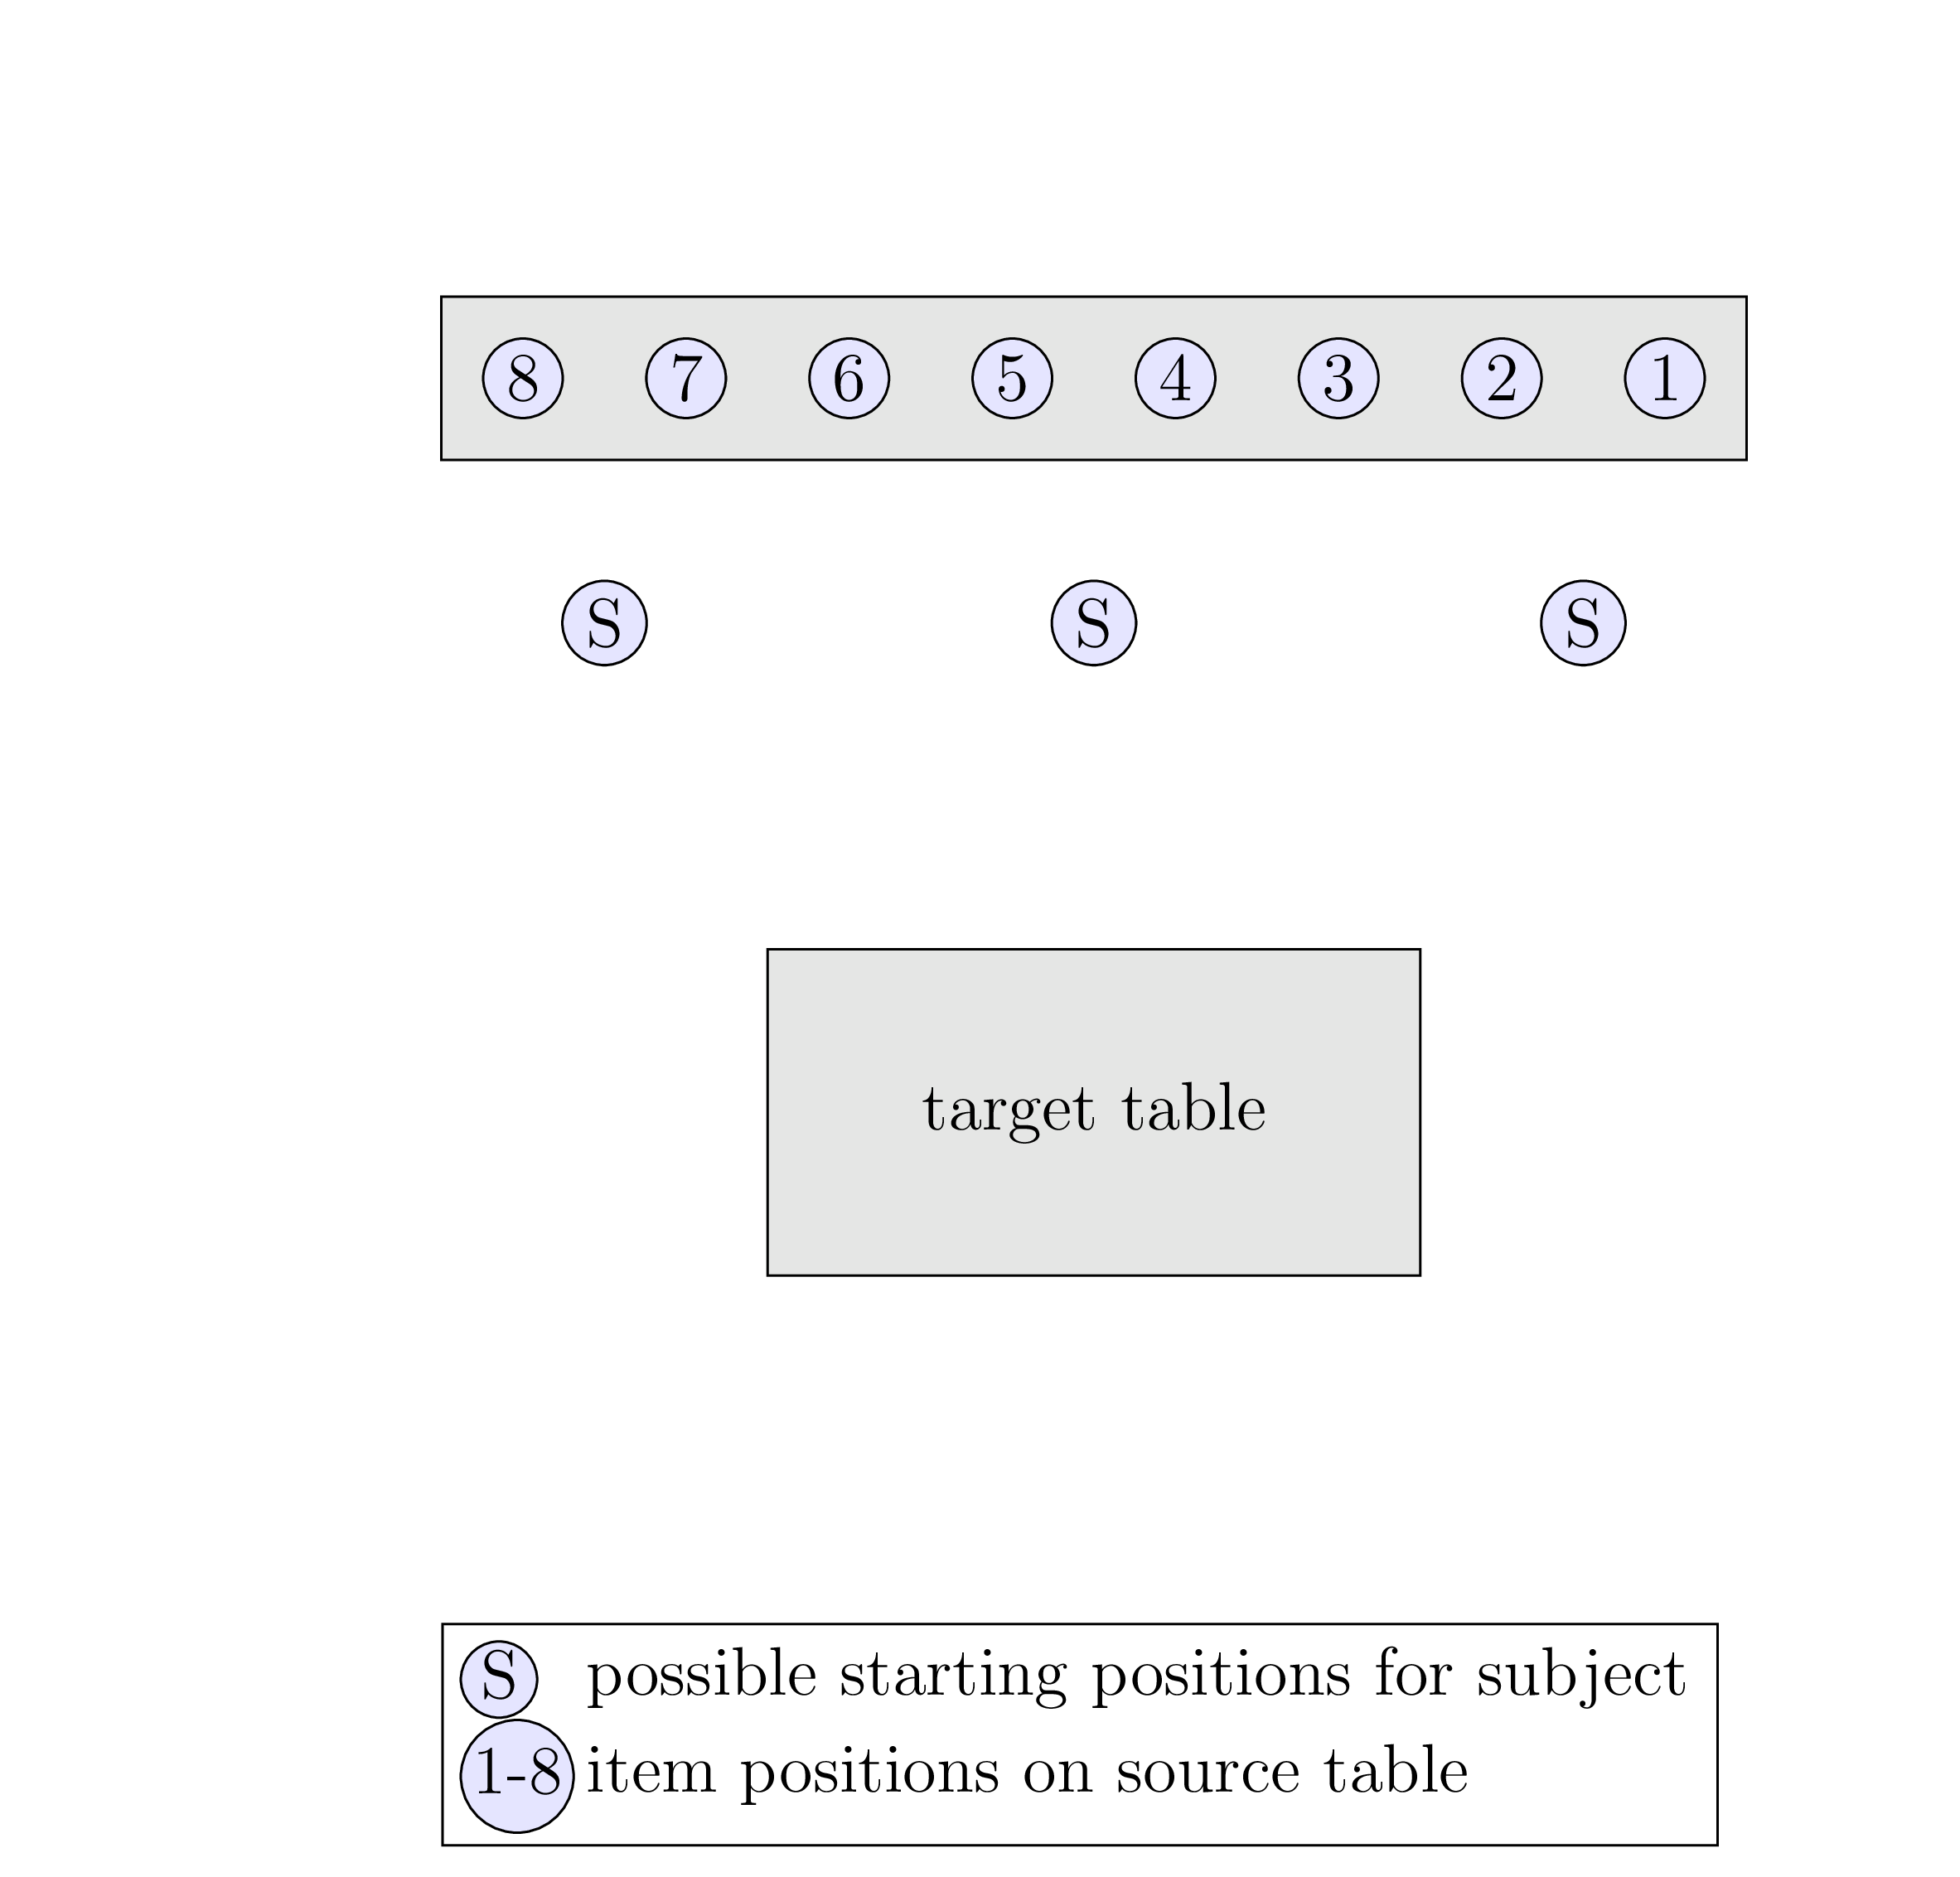 8 7 6 5 4 3 2 1
S S S
target table
S possible starting positions for subject
1-8 item positions on source table